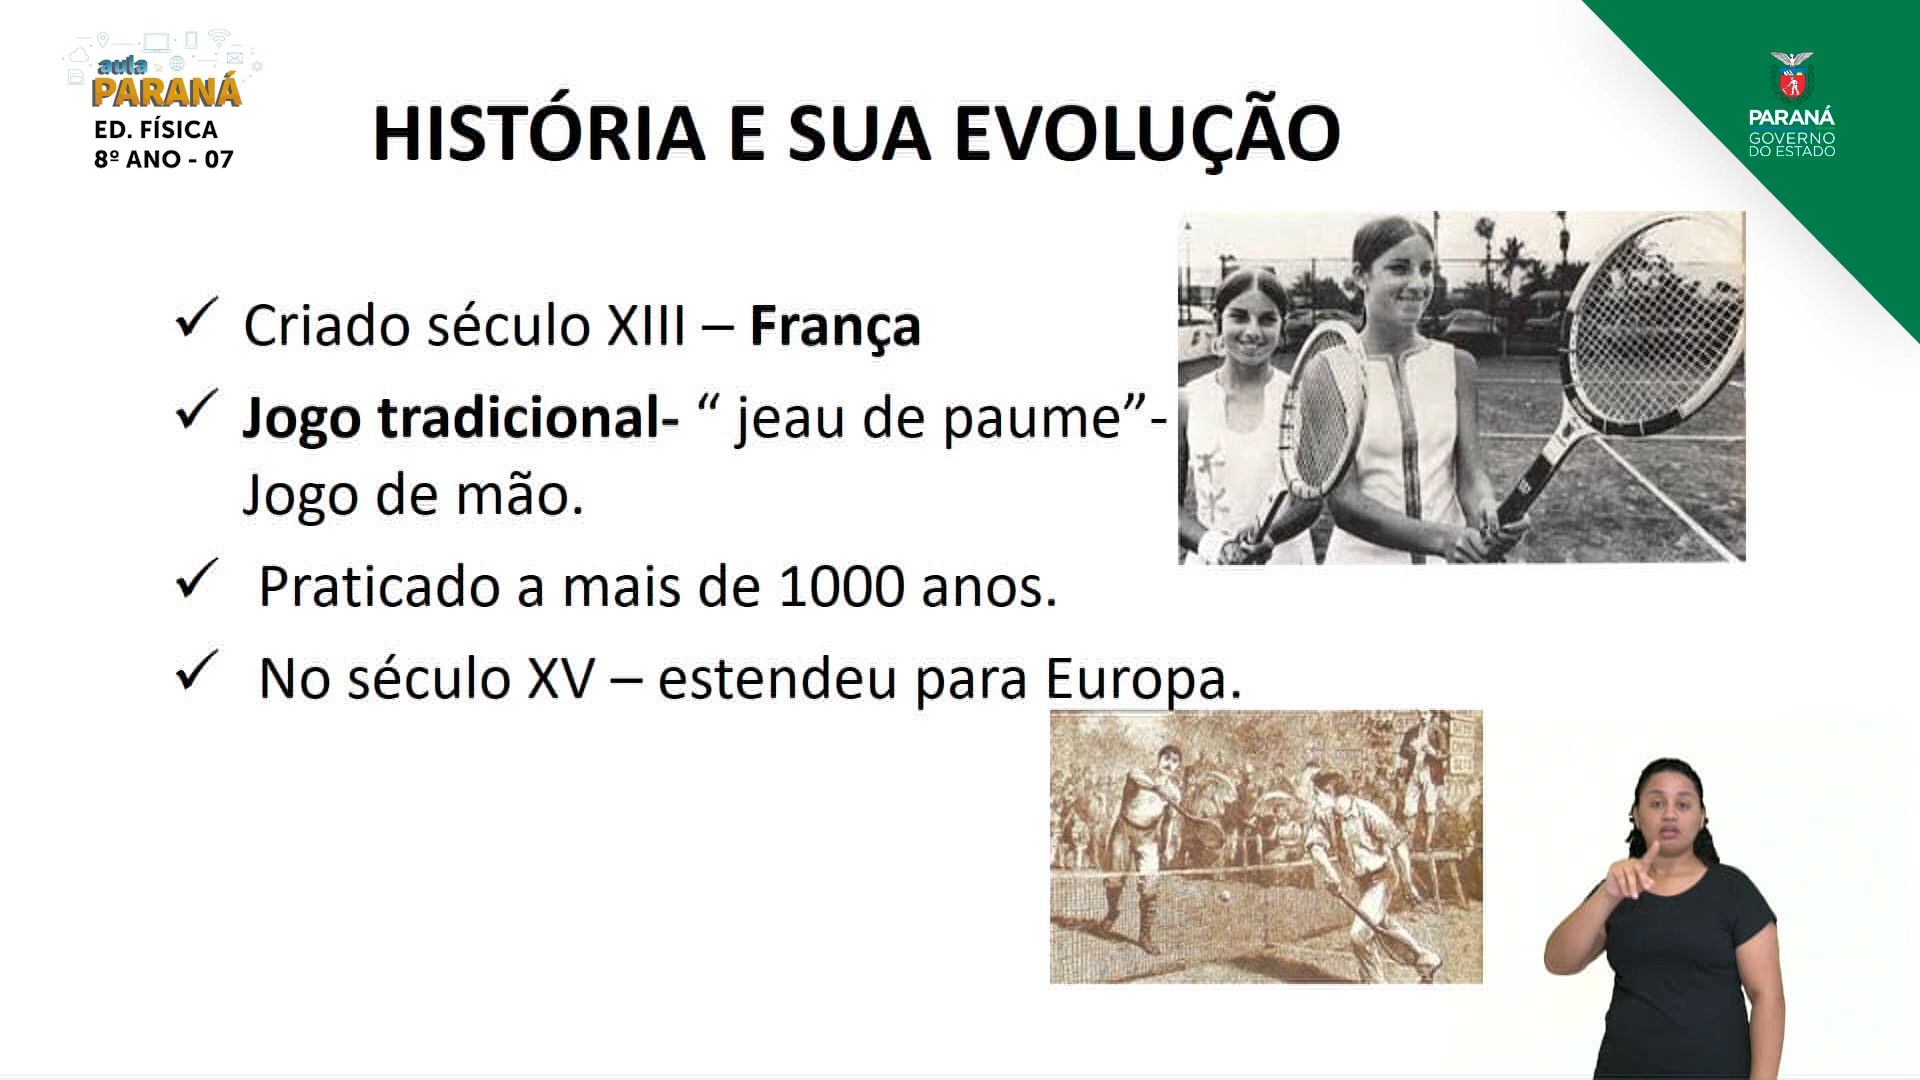 aula
PARANÁ
ED. FÍSICA
8º ANO - 07
HISTÓRIA E SUA EVOLUÇÃO
PARANÁ
GOVERNO
DO ESTADO
✓ Criado século XIII – França
✓ Jogo tradicional- “ jeau de paume”-
Jogo de mão.
✓ Praticado a mais de 1000 anos.
✓ No século XV – estendeu para Europa.